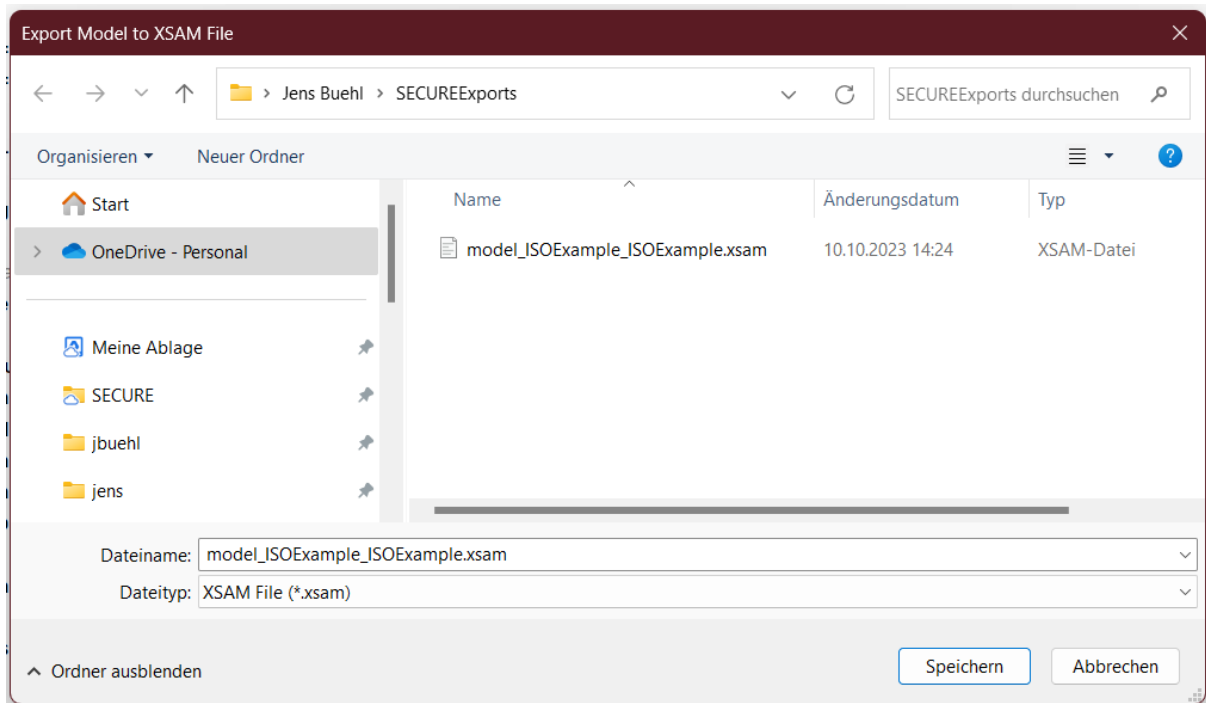 Export Model to XSAM File
Jens Buehl > SECUREExports
SECUREExports durchsuchen
Organisieren
Neuer Ordner
Name
Änderungsdatum
Typ
Start
OneDrive - Personal
model_ISOExample_ISOExample.xsam 10.10.2023 14:24 XSAM-Datei
Meine Ablage
SECURE
jbuehl
jens
Dateiname: model_ISOExample_ISOExample.xsam
Dateityp: XSAM File (*.xsam)
Ordner ausblenden
Speichern
Abbrechen